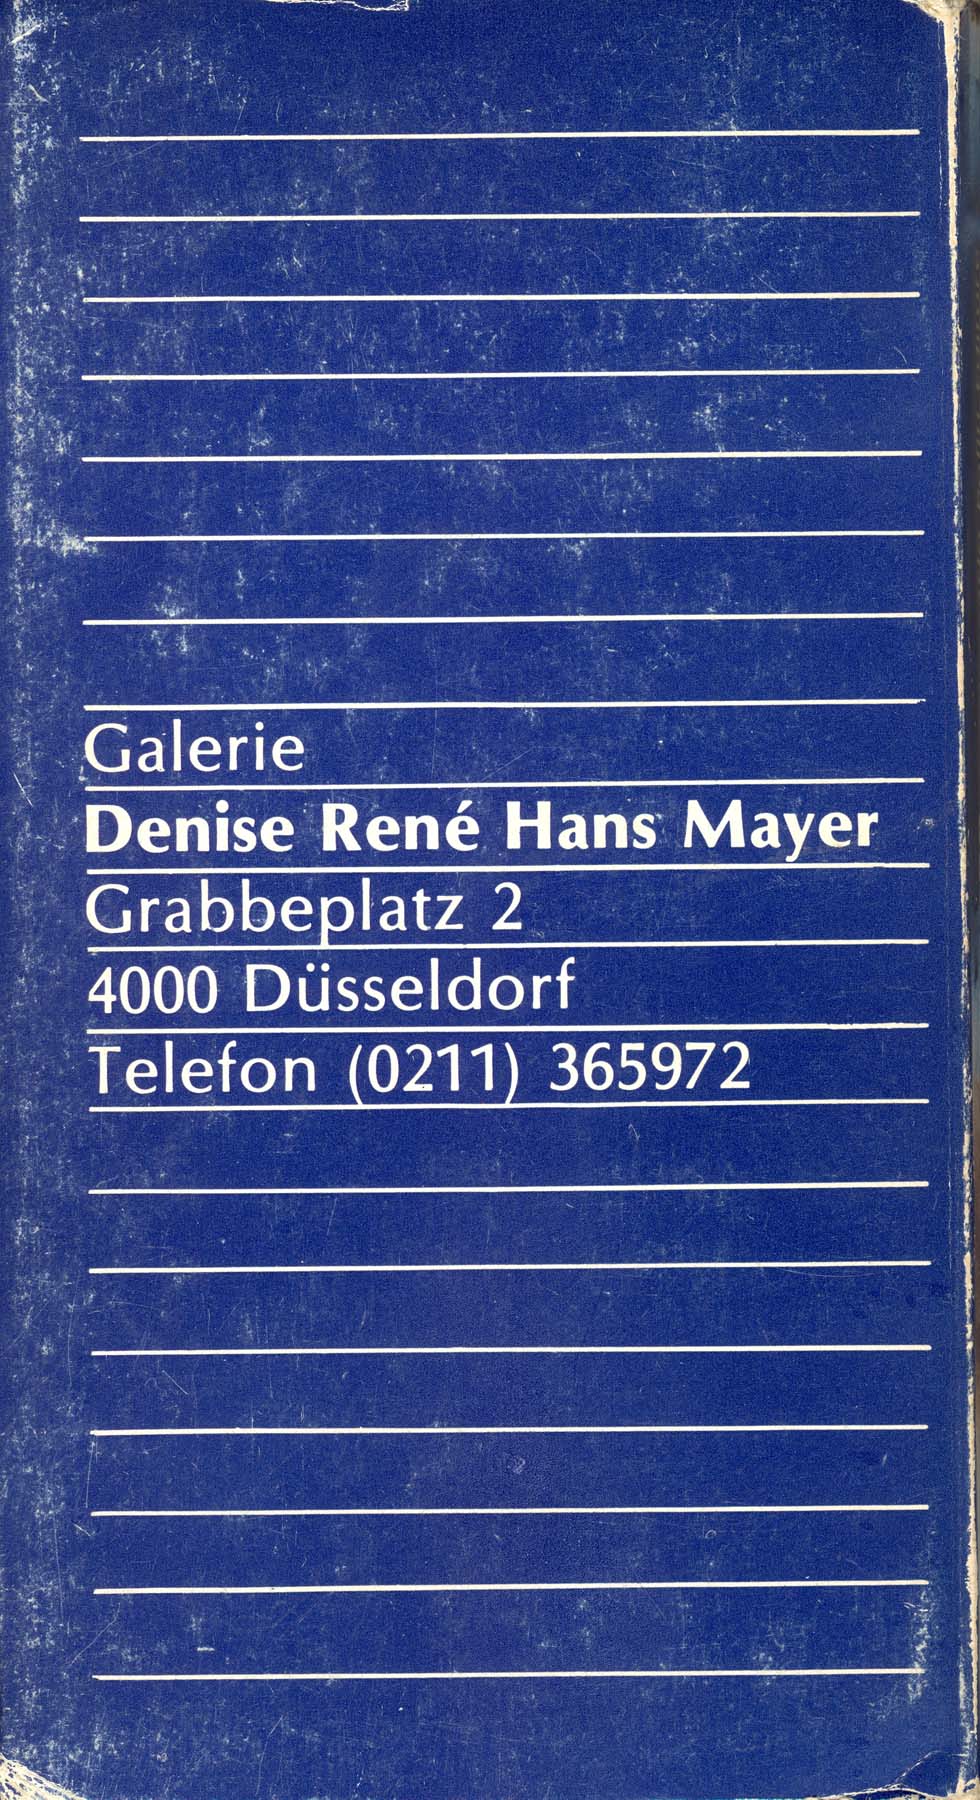 Galerie
Denise René Hans Mayer
Grabbeplatz 2
4000 Düsseldorf
Telefon (0211) 365972